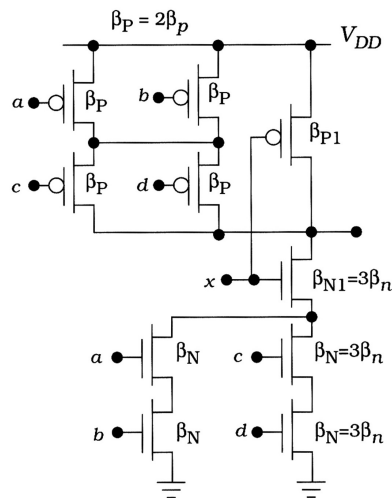 β_P = 2β_p
V_DD
a
β_P
b
β_P
β_P1
c
β_P
d
β_P
x
β_N1=3β_n
a
β_N
c
β_N=3β_n
b
β_N
d
β_N=3β_n